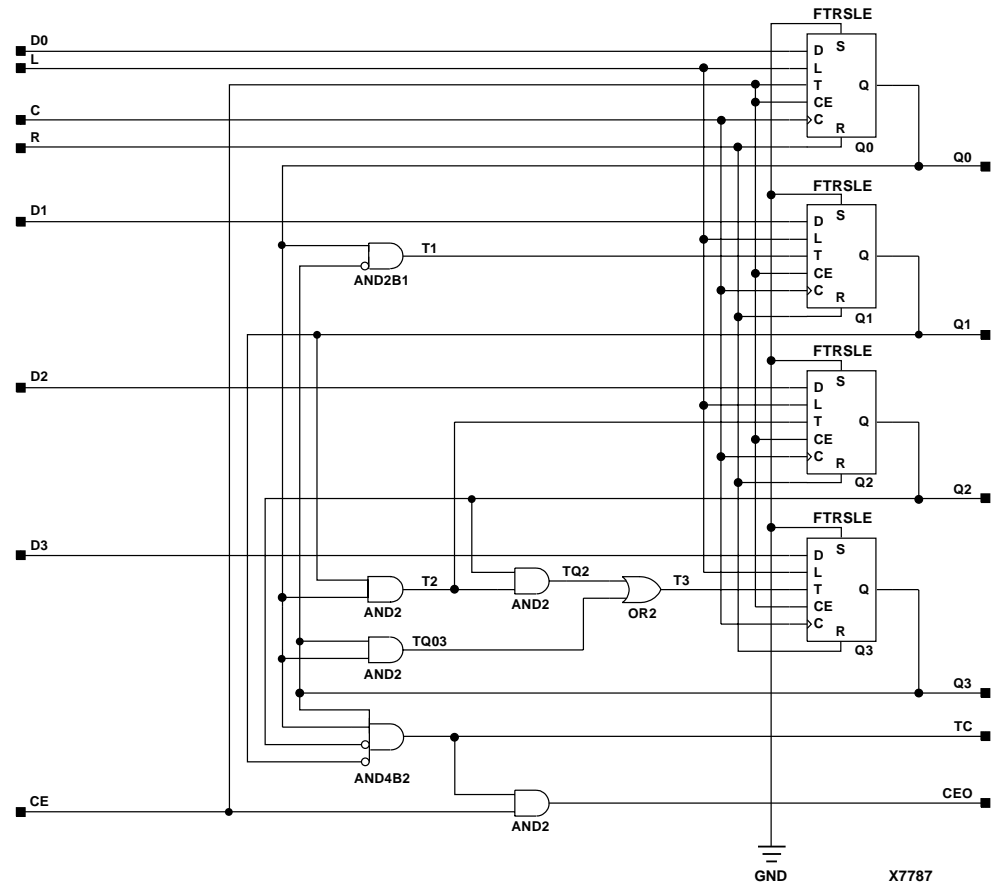 FTRSLE
D0
S
D
L
L
T
Q
CE
C
C
R
R
Q0
Q0
FTRSLE
D1
S
D
L
T1
T
Q
CE
AND2B1
C
R
Q1
Q1
FTRSLE
D2
S
D
L
T
Q
CE
C
R
Q2
Q2
FTRSLE
D3
S
D
L
T2
TQ2
T3
T
Q
CE
AND2
AND2
OR2
C
R
TQ03
Q3
AND2
Q3
TC
AND4B2
CE
CEO
AND2
GND
X7787